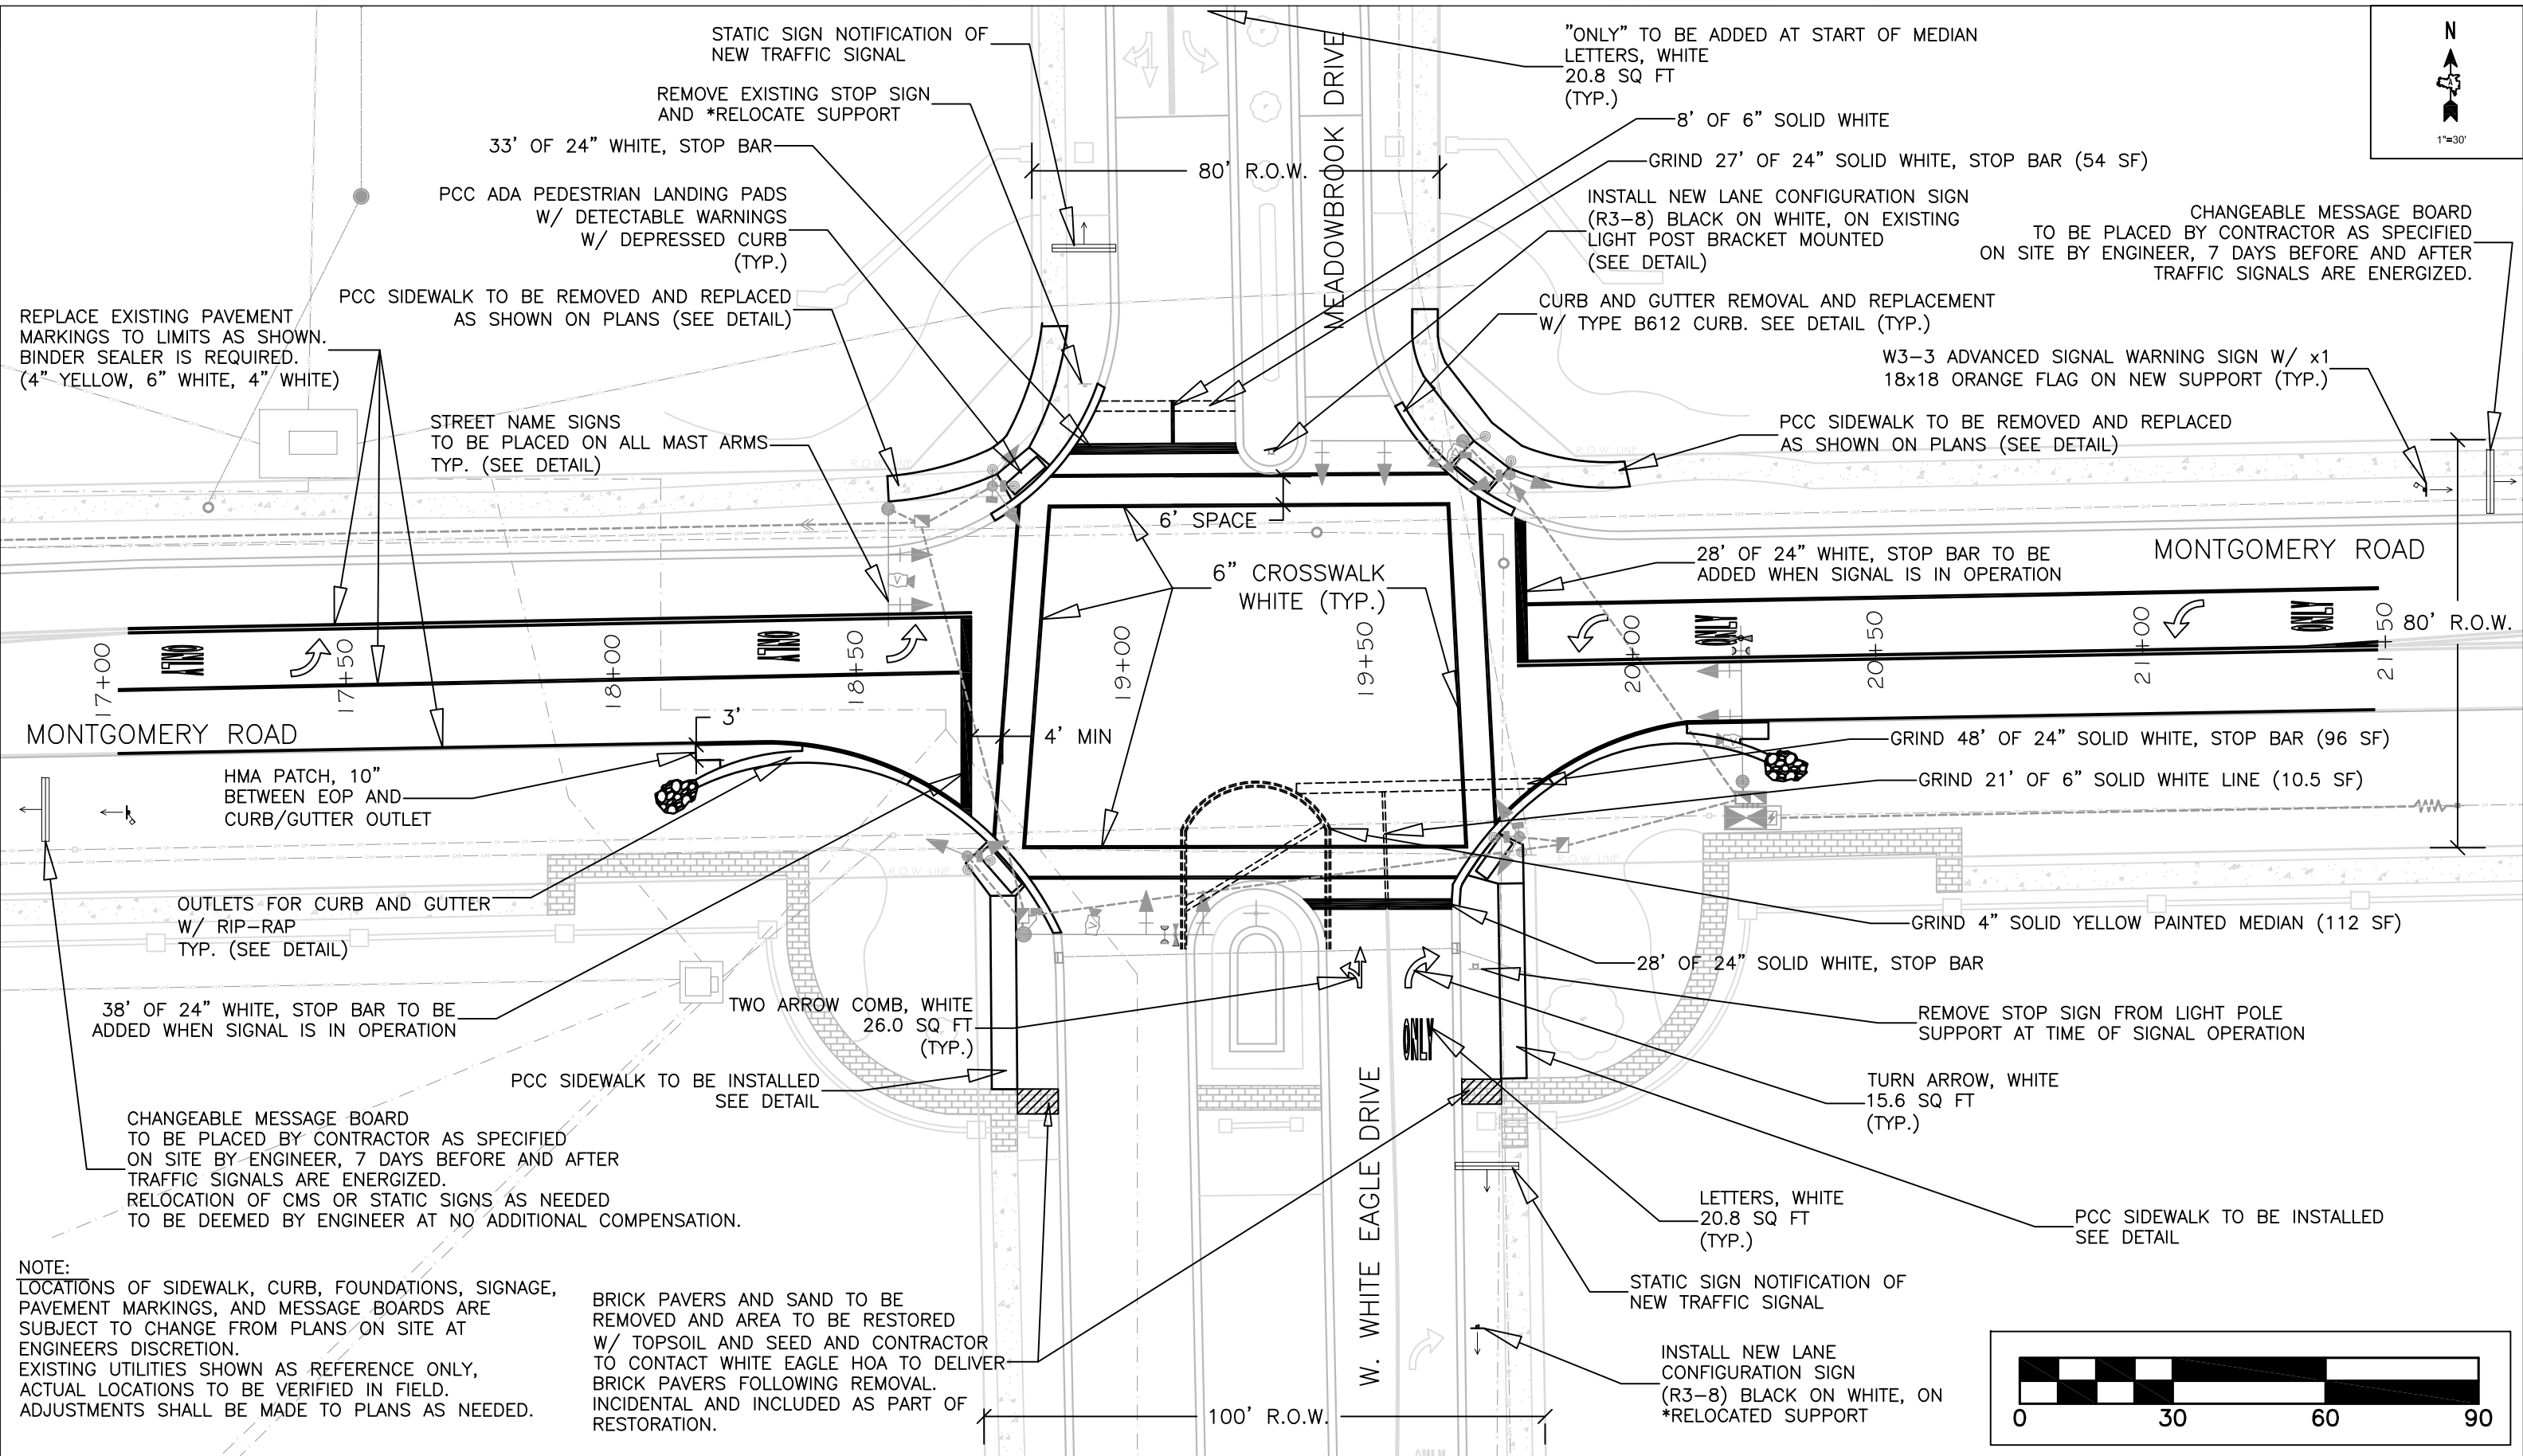 STATIC SIGN NOTIFICATION OF
NEW TRAFFIC SIGNAL
REMOVE EXISTING STOP SIGN
AND *RELOCATE SUPPORT
33' OF 24" WHITE, STOP BAR
PCC ADA PEDESTRIAN LANDING PADS
W/ DETECTABLE WARNINGS
W/ DEPRESSED CURB
(TYP.)
PCC SIDEWALK TO BE REMOVED AND REPLACED
AS SHOWN ON PLANS (SEE DETAIL)
REPLACE EXISTING PAVEMENT
MARKINGS TO LIMITS AS SHOWN.
BINDER SEALER IS REQUIRED.
(4" YELLOW, 6" WHITE, 4" WHITE)
STREET NAME SIGNS
TO BE PLACED ON ALL MAST ARMS
TYP. (SEE DETAIL)
80' R.O.W.
MEADOWBROOK DRIVE
"ONLY" TO BE ADDED AT START OF MEDIAN
LETTERS, WHITE
20.8 SQ FT
(TYP.)
8' OF 6" SOLID WHITE
GRIND 27' OF 24" SOLID WHITE, STOP BAR (54 SF)
INSTALL NEW LANE CONFIGURATION SIGN
(R3-8) BLACK ON WHITE, ON EXISTING
LIGHT POST BRACKET MOUNTED
(SEE DETAIL)
CURB AND GUTTER REMOVAL AND REPLACEMENT
W/ TYPE B612 CURB. SEE DETAIL (TYP.)
N
1"=30'
CHANGEABLE MESSAGE BOARD
TO BE PLACED BY CONTRACTOR AS SPECIFIED
ON SITE BY ENGINEER, 7 DAYS BEFORE AND AFTER
TRAFFIC SIGNALS ARE ENERGIZED.
W3-3 ADVANCED SIGNAL WARNING SIGN W/ x1
18x18 ORANGE FLAG ON NEW SUPPORT (TYP.)
PCC SIDEWALK TO BE REMOVED AND REPLACED
AS SHOWN ON PLANS (SEE DETAIL)
R.O.W. LINE
R.O.W. LINE
6' SPACE
6" CROSSWALK
WHITE (TYP.)
28' OF 24" WHITE, STOP BAR TO BE
ADDED WHEN SIGNAL IS IN OPERATION
MONTGOMERY ROAD
80' R.O.W.
ONLY
ONLY
ONLY
ONLY
17+00
17+50
18+00
18+50
19+00
19+50
20+00
20+50
21+00
21+50
MONTGOMERY ROAD
3'
4' MIN
HMA PATCH, 10"
BETWEEN EOP AND
CURB/GUTTER OUTLET
GRIND 48' OF 24" SOLID WHITE, STOP BAR (96 SF)
GRIND 21' OF 6" SOLID WHITE LINE (10.5 SF)
R.O.W. LINE
R.O.W. LINE
OUTLETS FOR CURB AND GUTTER
W/ RIP-RAP
TYP. (SEE DETAIL)
GRIND 4" SOLID YELLOW PAINTED MEDIAN (112 SF)
28' OF 24" SOLID WHITE, STOP BAR
38' OF 24" WHITE, STOP BAR TO BE
ADDED WHEN SIGNAL IS IN OPERATION
TWO ARROW COMB, WHITE
26.0 SQ FT
(TYP.)
REMOVE STOP SIGN FROM LIGHT POLE
SUPPORT AT TIME OF SIGNAL OPERATION
ONLY
PCC SIDEWALK TO BE INSTALLED
SEE DETAIL
TURN ARROW, WHITE
15.6 SQ FT
(TYP.)
CHANGEABLE MESSAGE BOARD
TO BE PLACED BY CONTRACTOR AS SPECIFIED
ON SITE BY ENGINEER, 7 DAYS BEFORE AND AFTER
TRAFFIC SIGNALS ARE ENERGIZED.
RELOCATION OF CMS OR STATIC SIGNS AS NEEDED
TO BE DEEMED BY ENGINEER AT NO ADDITIONAL COMPENSATION.
W. WHITE EAGLE DRIVE
LETTERS, WHITE
20.8 SQ FT
(TYP.)
PCC SIDEWALK TO BE INSTALLED
SEE DETAIL
STATIC SIGN NOTIFICATION OF
NEW TRAFFIC SIGNAL
NOTE:
LOCATIONS OF SIDEWALK, CURB, FOUNDATIONS, SIGNAGE,
PAVEMENT MARKINGS, AND MESSAGE BOARDS ARE
SUBJECT TO CHANGE FROM PLANS ON SITE AT
ENGINEERS DISCRETION.
EXISTING UTILITIES SHOWN AS REFERENCE ONLY,
ACTUAL LOCATIONS TO BE VERIFIED IN FIELD.
ADJUSTMENTS SHALL BE MADE TO PLANS AS NEEDED.
BRICK PAVERS AND SAND TO BE
REMOVED AND AREA TO BE RESTORED
W/ TOPSOIL AND SEED AND CONTRACTOR
TO CONTACT WHITE EAGLE HOA TO DELIVER
BRICK PAVERS FOLLOWING REMOVAL.
INCIDENTAL AND INCLUDED AS PART OF
RESTORATION.
100' R.O.W.
INSTALL NEW LANE
CONFIGURATION SIGN
(R3-8) BLACK ON WHITE, ON
*RELOCATED SUPPORT
0 30 60 90